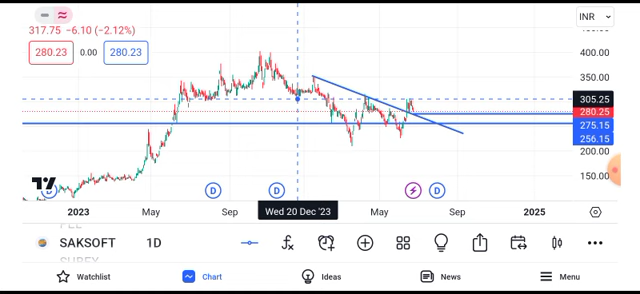 INR
317.75 −6.10 (−2.12%)
280.23 0.00 280.23
400.00
350.00
305.25
280.25
275.15
256.15
200.00
150.00
D D D D
2023 May Sep Wed 20 Dec '23 May Sep 2025
SAKSOFT 1D
Watchlist Chart Ideas News Menu